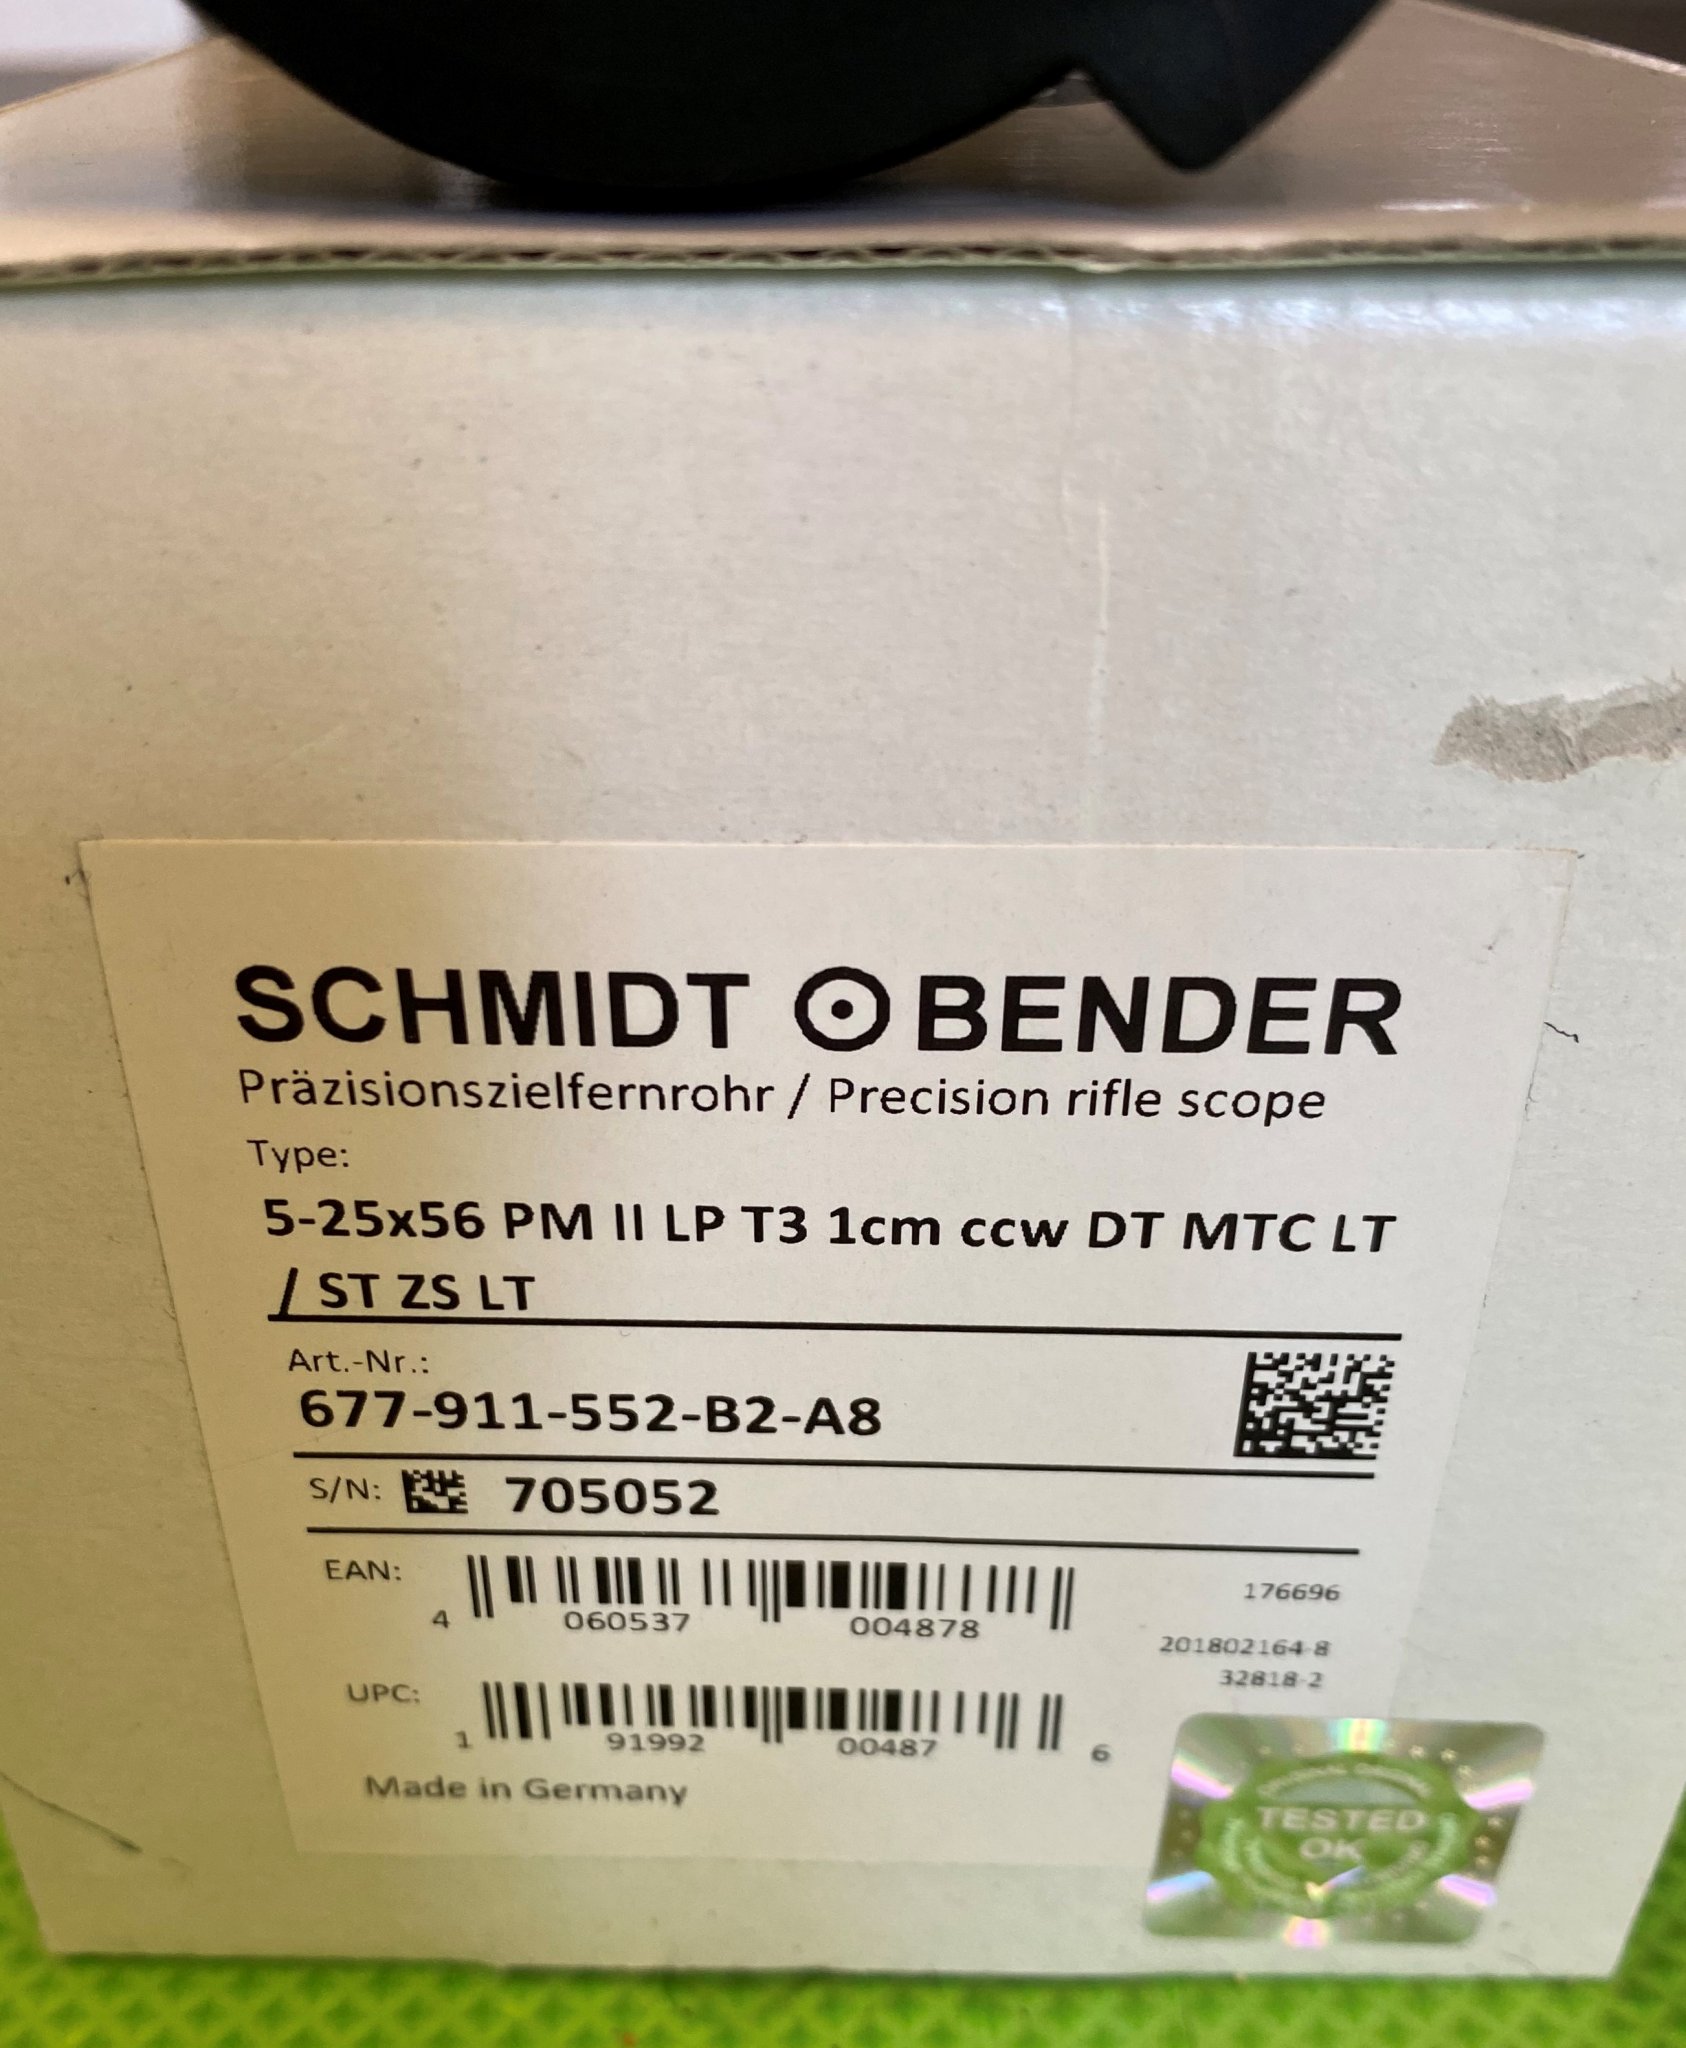 SCHMIDT BENDER
Präzisionszielfernrohr / Precision rifle scope
Type:
5-25x56 PM II LP T3 1cm ccw DT MTC LT
/ ST ZS LT
Art.-Nr.:
677-911-552-B2-A8
S/N: 705052
EAN:
4 060537 004878
176696
201802164-8
32818-2
UPC:
1 91992 00487 6
Made in Germany
TESTED
OK